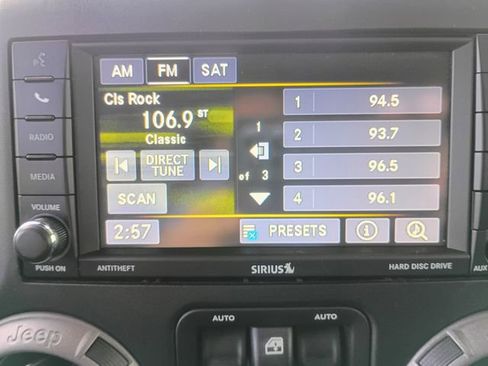 AM FM SAT
Cls Rock
106.9 ST
Classic
DIRECT
TUNE
SCAN
2:57
1
of 3
1 94.5
2 93.7
3 96.5
4 96.1
PRESETS
RADIO
MEDIA
VOLUME
PUSH ON
ANTITHEFT
SIRIUS
HARD DISC DRIVE
AUX
AUTO AUTO
Jeep